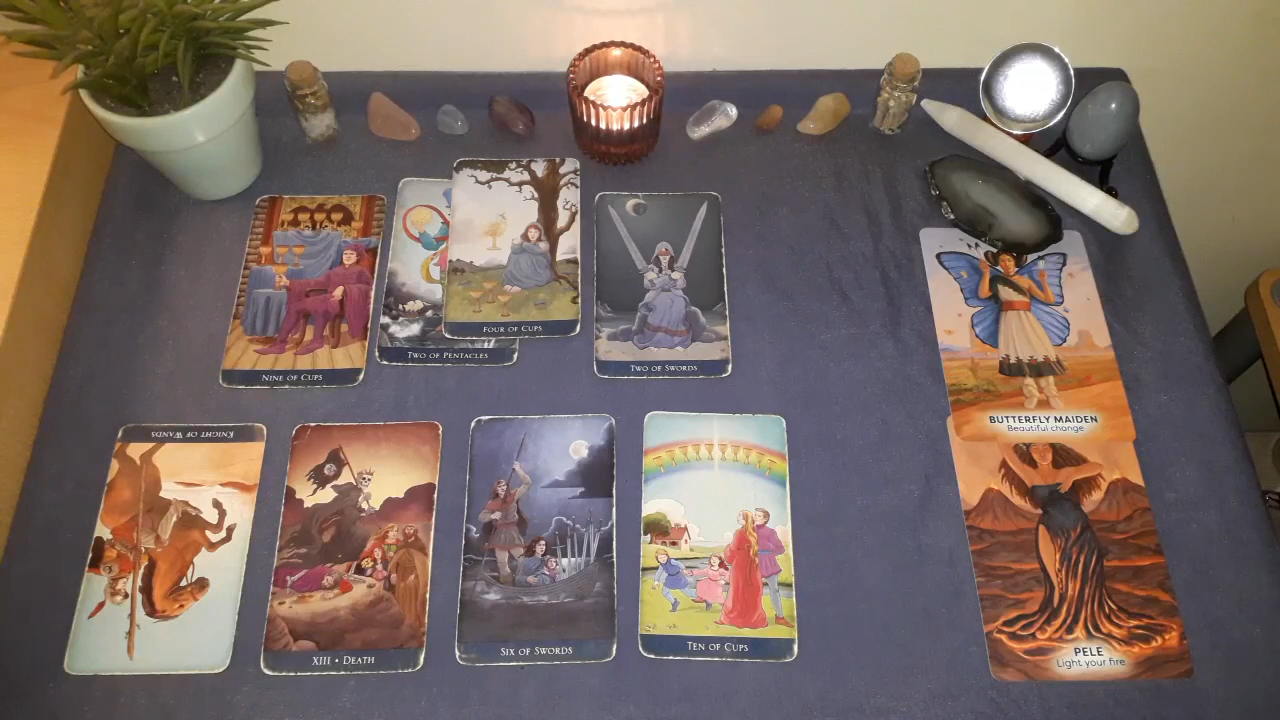 NINE OF CUPS
TWO OF PENTACLES
FOUR OF CUPS
TWO OF SWORDS
BUTTERFLY MAIDEN
Beautiful change
KNIGHT OF WANDS
XIII • DEATH
SIX OF SWORDS
TEN OF CUPS
PELE
Light your fire